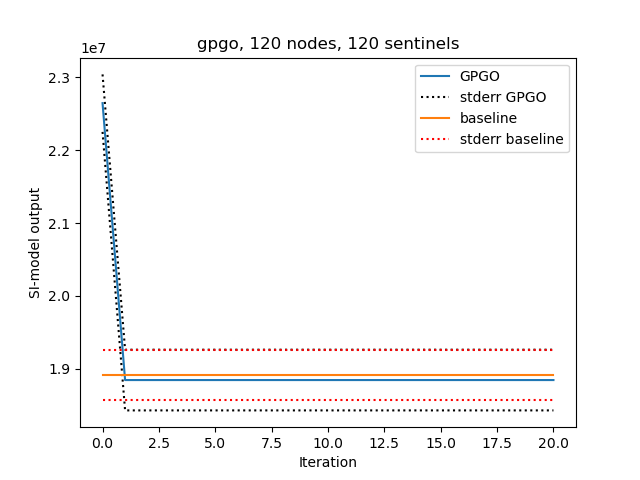 gpgo, 120 nodes, 120 sentinels
1e7
GPGO
stderr GPGO
baseline
stderr baseline
2.3
2.2
2.1
2.0
1.9
SI-model output
0.0 2.5 5.0 7.5 10.0 12.5 15.0 17.5 20.0
Iteration